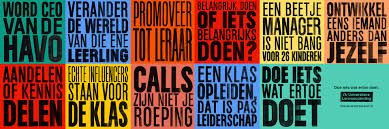 WORD CEO
VAN DE
HAVO
VERANDER
DE WERELD
VAN DIE
ENE
LEERLING
PROMOVEER
TOT LERAAR
BELANGRIJK DOEN?
OF IETS
BELANGRIJKS
DOEN?
EEN BEETJE
MANAGER
IS NIET BANG
VOOR 26 KINDEREN
ONTWIKKEL
EENS IEMAND
ANDERS DAN
JEZELF
AANDELEN
OF KENNIS
DELEN
ECHTE INFLUENCERS
STAAN VOOR
DE KLAS
CALLS
ZIJN NIET JE
ROEPING
EEN KLAS
OPLEIDEN,
DAT IS PAS
LEIDERSCHAP
DOE IETS
WAT ERTOE
DOET
Doe iets wat ertoe doet.
De Universitaire
Lerarenopleiding